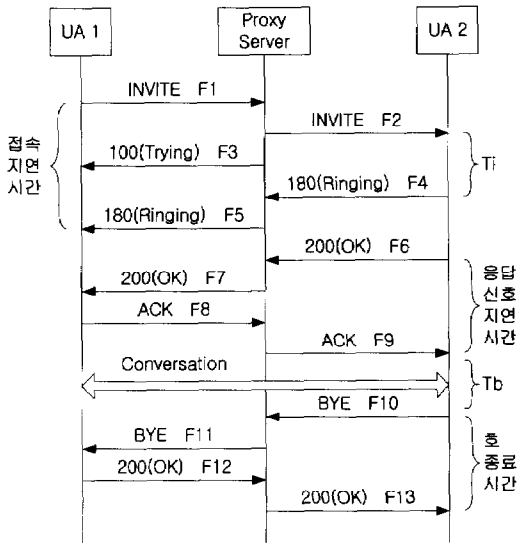 UA 1
Proxy
Server
UA 2
INVITE F1
INVITE F2
접속
지연
시간
100(Trying) F3
Ti
180(Ringing) F4
180(Ringing) F5
200(OK) F6
200(OK) F7
응답
신호
지연
시간
ACK F8
ACK F9
Conversation
Tb
BYE F10
BYE F11
호
종료
시간
200(OK) F12
200(OK) F13